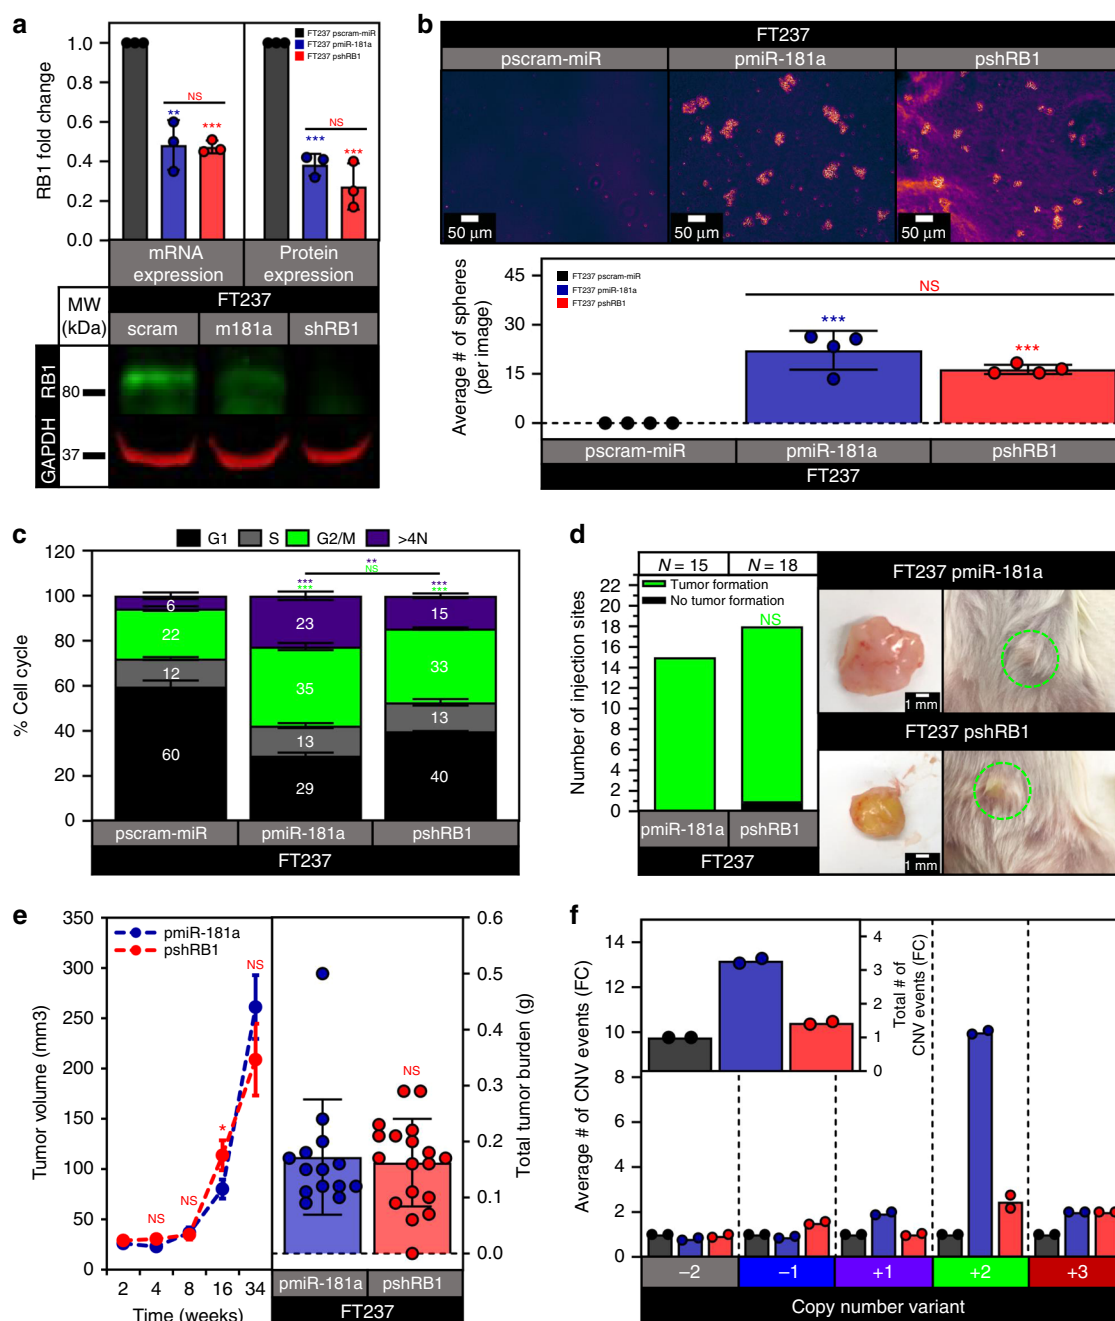 a
RB1 fold change
1.0
0.8
0.6
0.4
0.2
0.0
FT237 pscram-miR
FT237 pmiR-181a
FT237 pshRB1
NS
**
***
NS
***
***
mRNA expression
Protein expression
FT237
MW (kDa)
scram
m181a
shRB1
RB1
80
GAPDH
37
b
FT237
pscram-miR
pmiR-181a
pshRB1
50 µm
50 µm
50 µm
Average # of spheres (per image)
45
30
15
0
FT237 pscram-miR
FT237 pmiR-181a
FT237 pshRB1
NS
***
***
pscram-miR
pmiR-181a
pshRB1
FT237
c
G1
S
G2/M
>4N
% Cell cycle
120
100
80
60
40
20
0
**
NS
***
***
***
***
6
22
12
60
23
35
13
29
15
33
13
40
pscram-miR
pmiR-181a
pshRB1
FT237
d
N = 15
N = 18
Tumor formation
No tumor formation
NS
Number of injection sites
22
20
18
16
14
12
10
8
6
4
2
0
pmiR-181a
pshRB1
FT237
FT237 pmiR-181a
1 mm
FT237 pshRB1
1 mm
e
Tumor volume (mm3)
350
300
250
200
150
100
50
0
pmiR-181a
pshRB1
NS
NS
*
NS
2
4
8
16
34
Time (weeks)
NS
Total tumor burden (g)
0.6
0.5
0.4
0.3
0.2
0.1
0.0
pmiR-181a
pshRB1
FT237
f
Average # of CNV events (FC)
14
12
10
8
6
4
2
0
Total # of CNV events (FC)
4
3
2
1
0
−2
−1
+1
+2
+3
Copy number variant